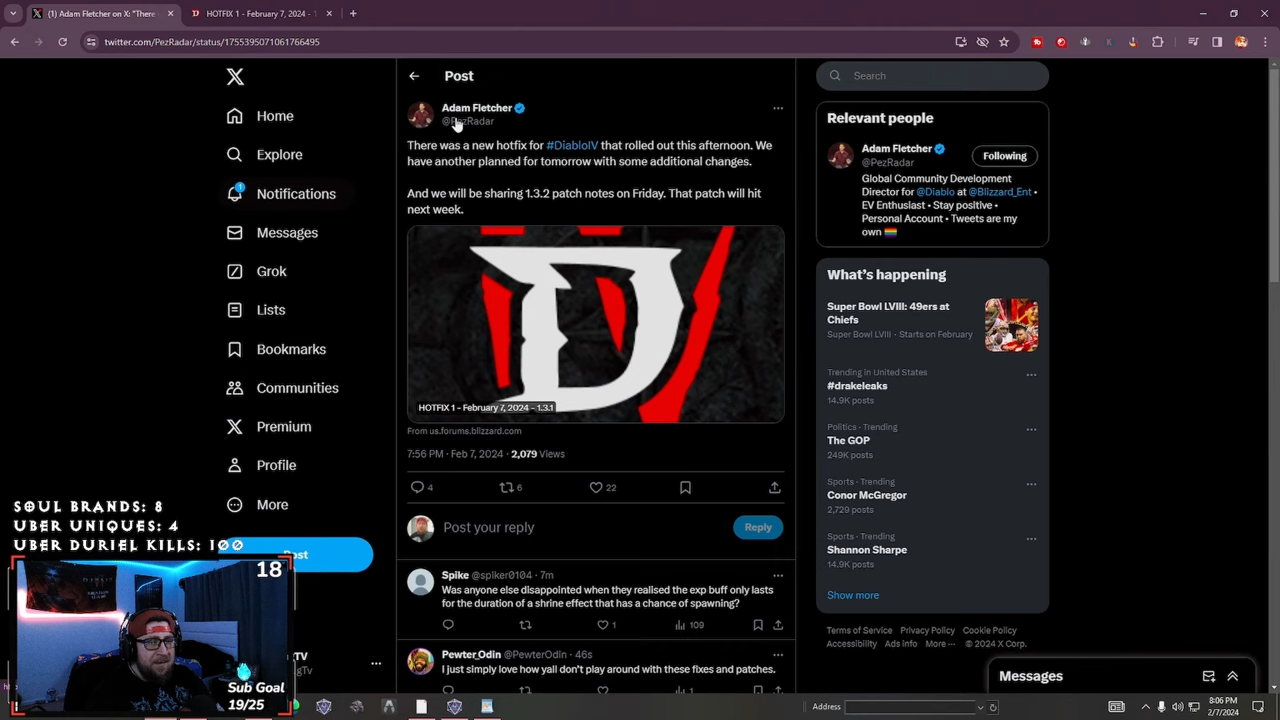 (1) Adam Fletcher on X: "There
HOTFIX 1 - February 7, 2024 - 1
twitter.com/PezRadar/status/1755395071061766495
Post
Search
Adam Fletcher
@PezRadar
There was a new hotfix for #DiabloIV that rolled out this afternoon. We
have another planned for tomorrow with some additional changes.
And we will be sharing 1.3.2 patch notes on Friday. That patch will hit
next week.
HOTFIX 1 - February 7, 2024 - 1.3.1
From us.forums.blizzard.com
7:56 PM · Feb 7, 2024 · 2,079 Views
4
6
22
Post your reply
Reply
Spike @spiker0104 · 7m
Was anyone else disappointed when they realised the exp buff only lasts
for the duration of a shrine effect that has a chance of spawning?
1
109
Pewter_Odin @PewterOdin · 46s
I just simply love how yall don't play around with these fixes and patches.
1
Home
Explore
1
Notifications
Messages
Grok
Lists
Bookmarks
Communities
Premium
Profile
More
Post
Relevant people
Adam Fletcher
@PezRadar
Following
Global Community Development
Director for @Diablo at @Blizzard_Ent •
EV Enthusiast • Stay positive •
Personal Account • Tweets are my
own
What's happening
Super Bowl LVIII: 49ers at
Chiefs
Super Bowl LVIII · Starts on February
Trending in United States
#drakeleaks
14.9K posts
Politics · Trending
The GOP
249K posts
Sports · Trending
Conor McGregor
2,729 posts
Sports · Trending
Shannon Sharpe
14.9K posts
Show more
Terms of Service Privacy Policy Cookie Policy
Accessibility Ads info More ··· © 2024 X Corp.
Messages
SOUL BRANDS: 8
UBER UNIQUES: 4
UBER DURIEL KILLS: 100
18
Sub Goal
19/25
Address
8:06 PM
2/7/2024